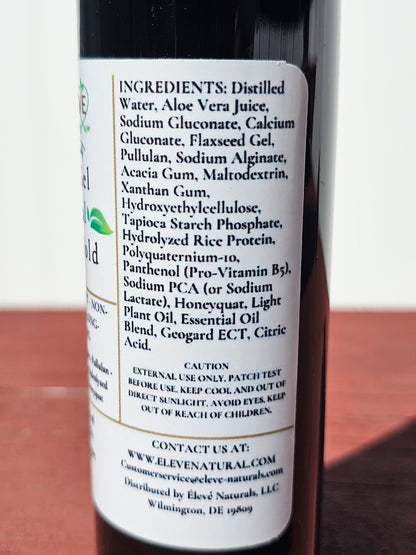 INGREDIENTS: Distilled
Water, Aloe Vera Juice,
Sodium Gluconate, Calcium
Gluconate, Flaxseed Gel,
Pullulan, Sodium Alginate,
Acacia Gum, Maltodextrin,
Xanthan Gum,
Hydroxyethylcellulose,
Tapioca Starch Phosphate,
Hydrolyzed Rice Protein,
Polyquaternium-10,
Panthenol (Pro-Vitamin B5),
Sodium PCA (or Sodium
Lactate), Honeyquat, Light
Plant Oil, Essential Oil
Blend, Geogard ECT, Citric
Acid.
CAUTION
EXTERNAL USE ONLY. PATCH TEST
BEFORE USE. KEEP COOL AND OUT OF
DIRECT SUNLIGHT. AVOID EYES. KEEP
OUT OF REACH OF CHILDREN.
CONTACT US AT:
WWW.ELEVENATURAL.COM
Customerservice@eleve-naturals.com
Distributed by Élevé Naturals, LLC
Wilmington, DE 19809